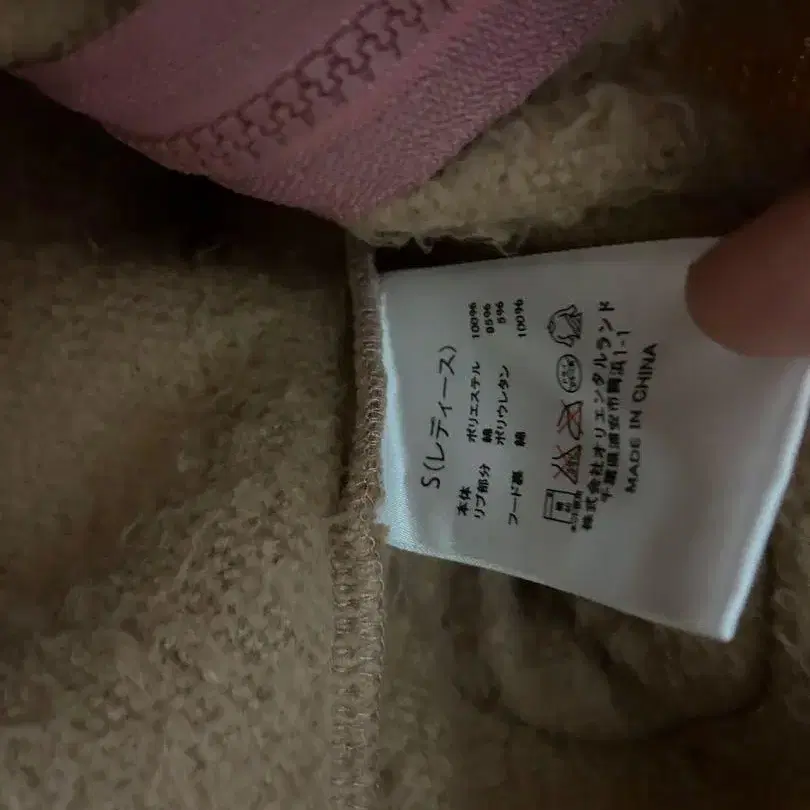 S(レディース)
本体 ポリエステル 100%
リブ部分 綿 95%
ポリウレタン 5%
フード裏 綿 100%
株式会社オリエンタルランド
千葉県浦安市舞浜1-1
MADE IN CHINA